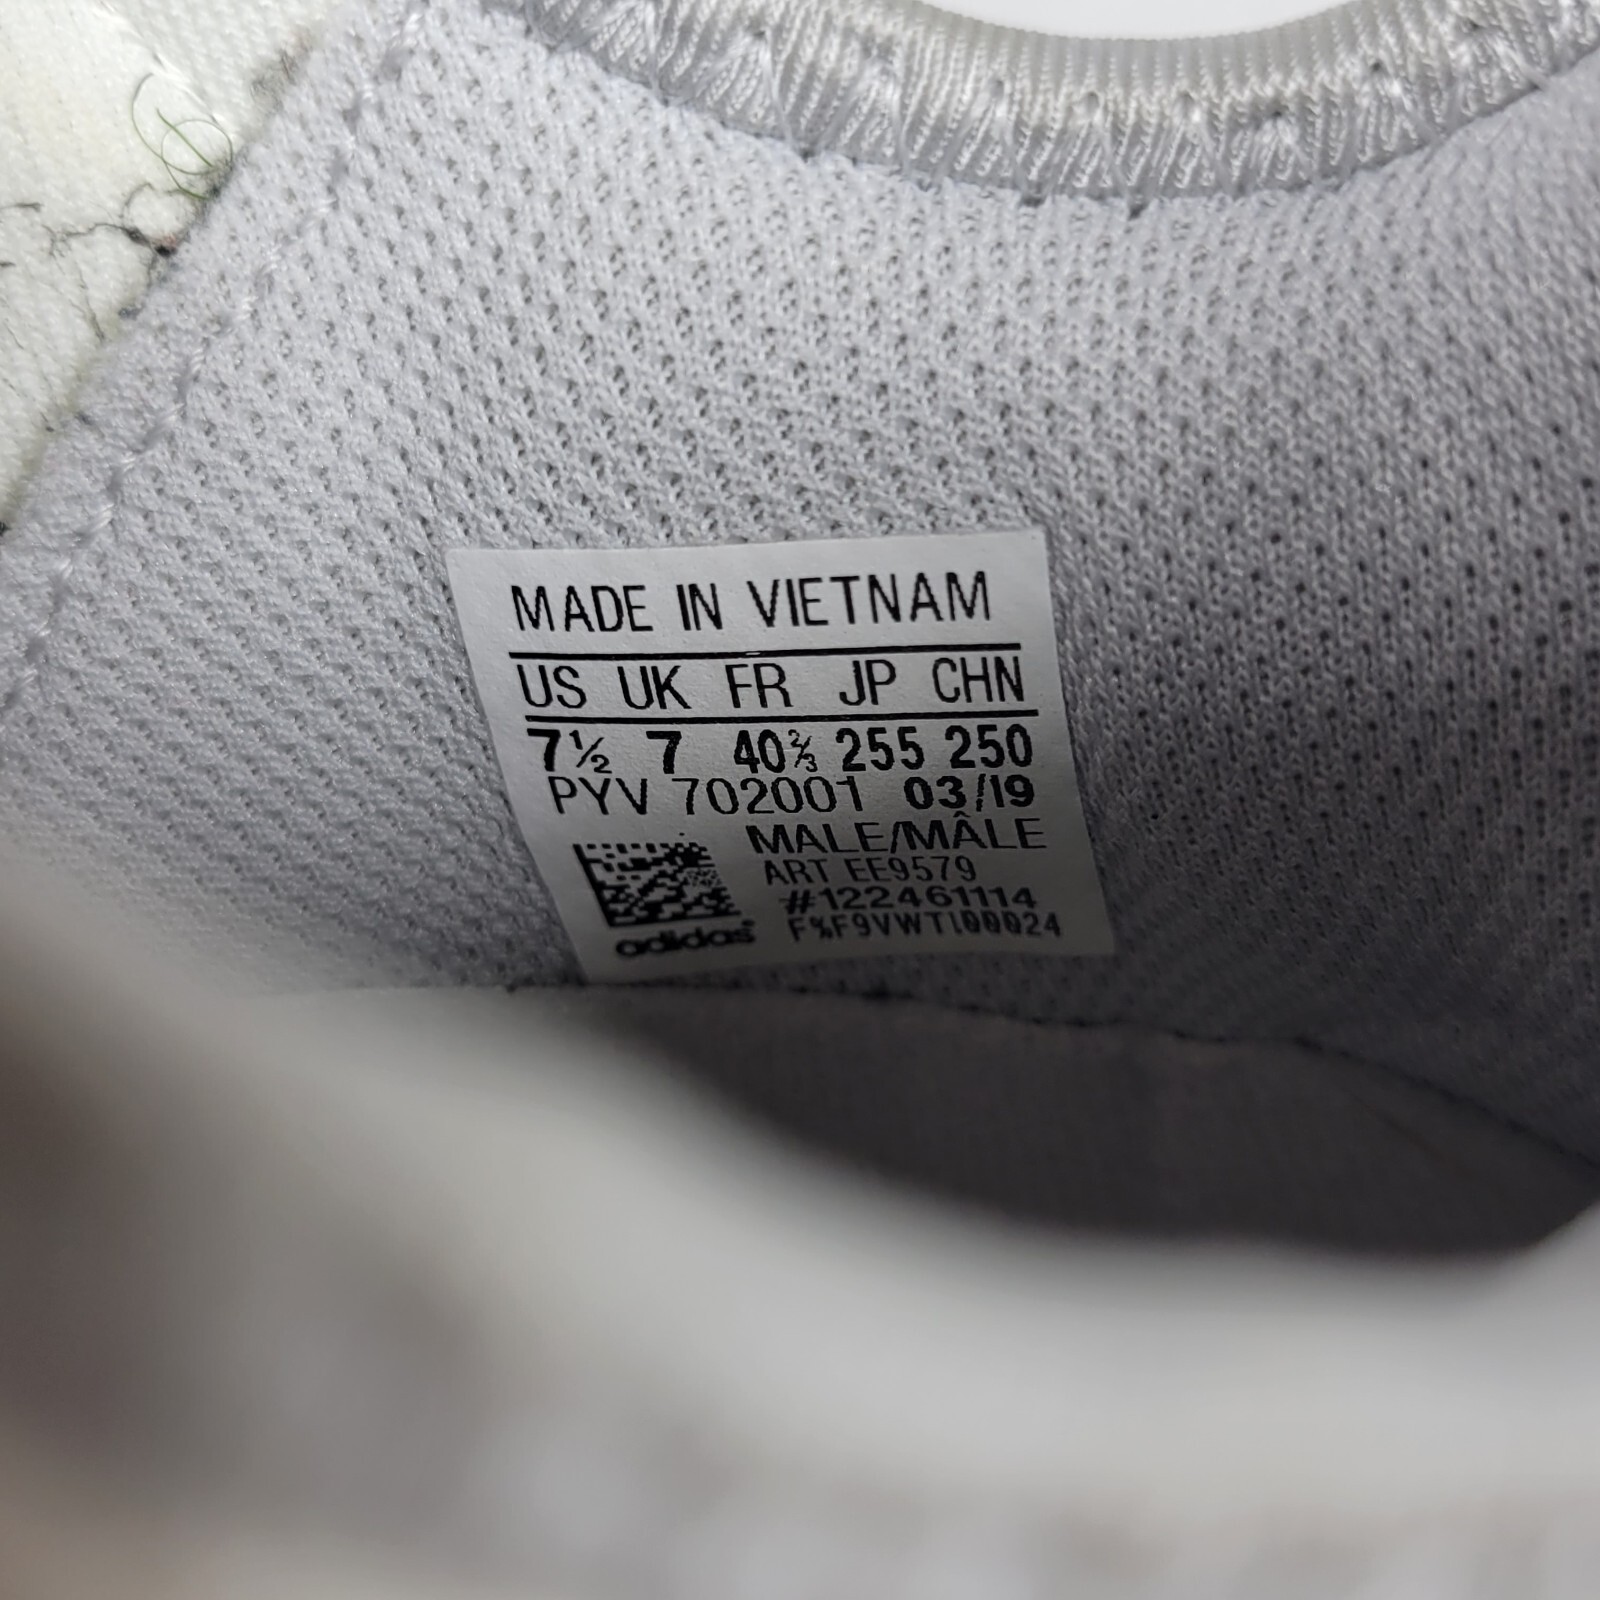 MADE IN VIETNAM
US UK FR JP CHN
7½ 7 40⅔ 255 250
PYV 702001 03/19
MALE/MÂLE
ART EE9579
#122461114
F%F9VWTL00024
adidas